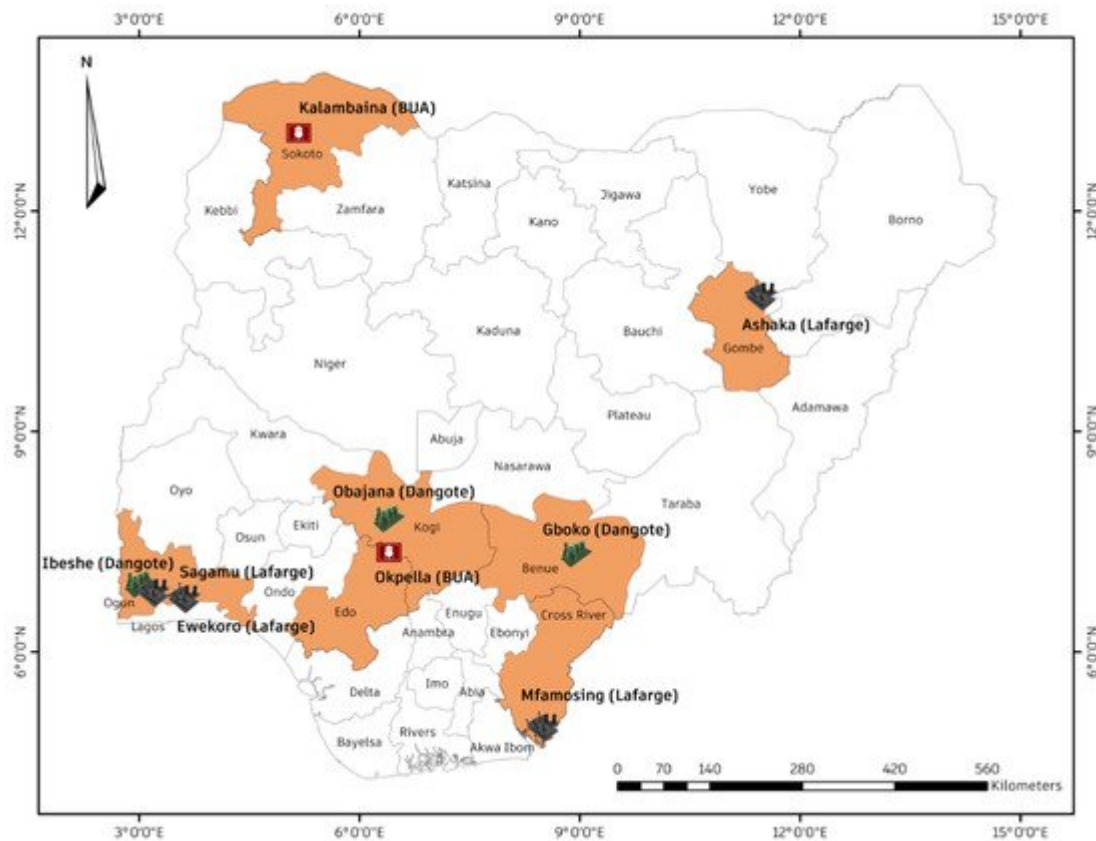 3°0'0"E 6°0'0"E 9°0'0"E 12°0'0"E 15°0'0"E
N
Kalambaina (BUA)
Sokoto
Katsina
Jigawa
Yobe
Borno
Kebbi
Zamfara
Kano
12°0'0"N 12°0'0"N
Ashaka (Lafarge)
Gombe
Kaduna
Bauchi
Niger
Adamawa
Plateau
9°0'0"N 9°0'0"N
Kwara
Abuja
Nasarawa
Oyo
Obajana (Dangote)
Kogi
Taraba
Ekiti
Osun
Gboko (Dangote)
Benue
Ibeshe (Dangote)
Sagamu (Lafarge)
Okpella (BUA)
Ondo
Ogun
Lagos
Ewekoro (Lafarge)
Edo
Enugu
Cross River
Anambra
Ebonyi
6°0'0"N 6°0'0"N
Imo
Abia
Delta
Mfamosing (Lafarge)
Rivers
Bayelsa
Akwa Ibom
0 70 140 280 420 560
Kilometers
3°0'0"E 6°0'0"E 9°0'0"E 12°0'0"E 15°0'0"E